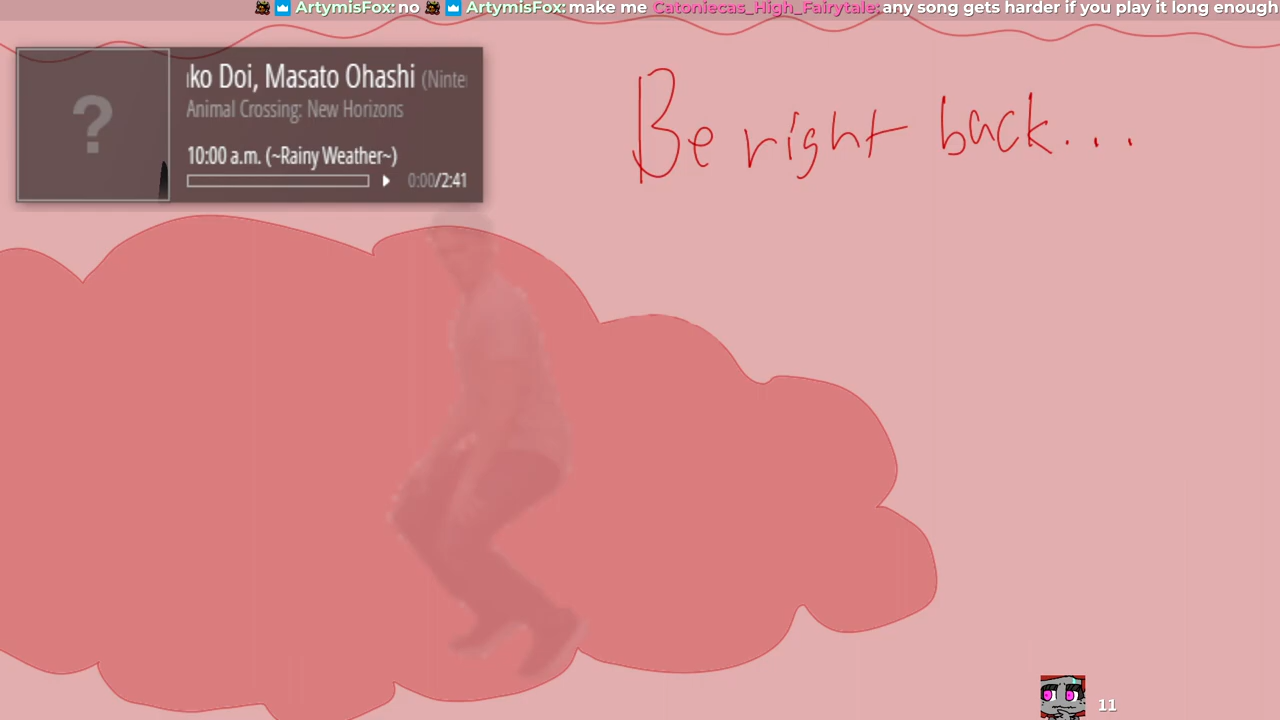 ArtymisFox: no ArtymisFox: make me Catoniecas_High_Fairytale: any song gets harder if you play it long enough
ko Doi, Masato Ohashi (Ninte
Animal Crossing: New Horizons
10:00 a.m. (~Rainy Weather~)
0:00/2:41
Be right back...
?
11